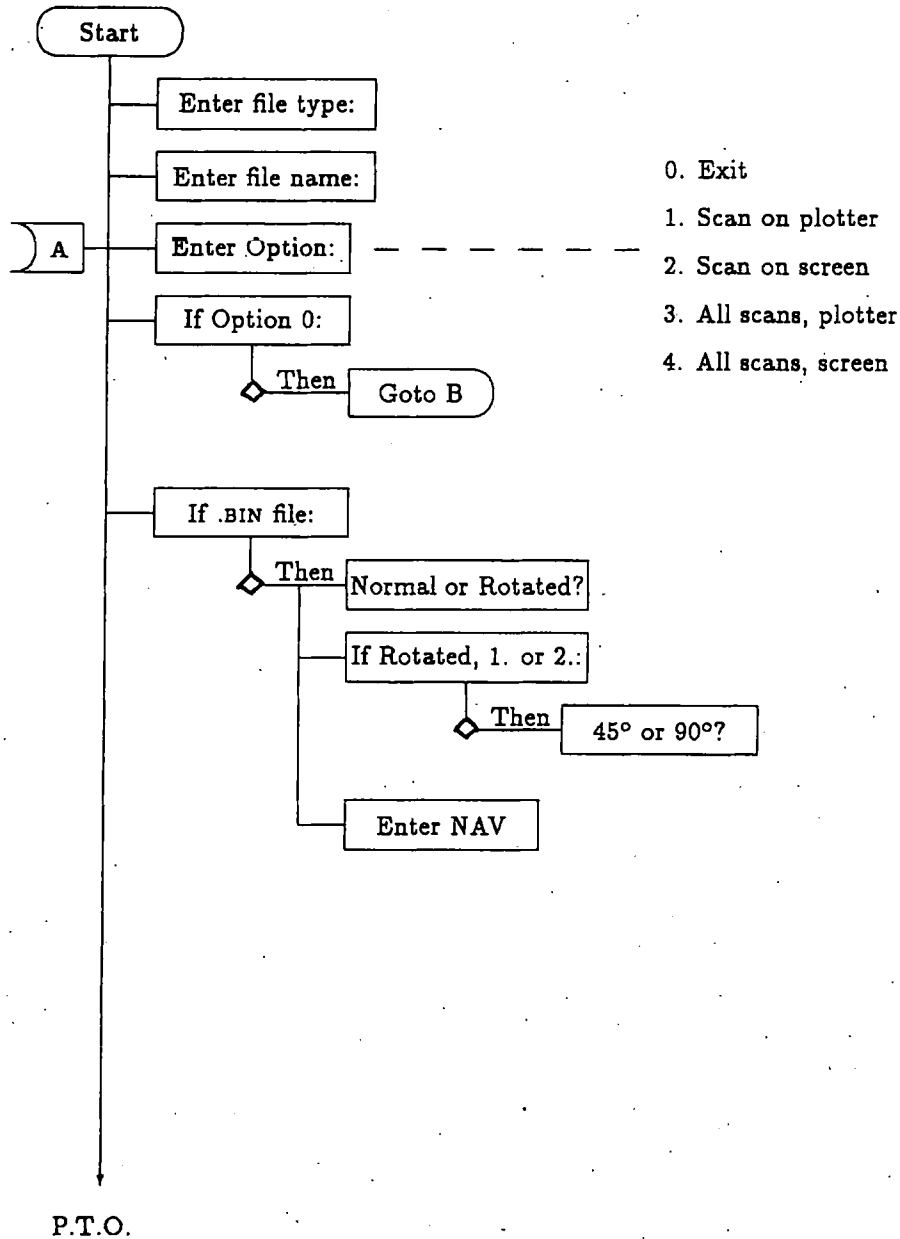 Start
Enter file type:
Enter file name:
A
Enter Option:
0. Exit
1. Scan on plotter
2. Scan on screen
3. All scans, plotter
4. All scans, screen
If Option 0:
Then
Goto B
If .BIN file:
Then
Normal or Rotated?
If Rotated, 1. or 2.:
Then
45° or 90°?
Enter NAV
P.T.O.